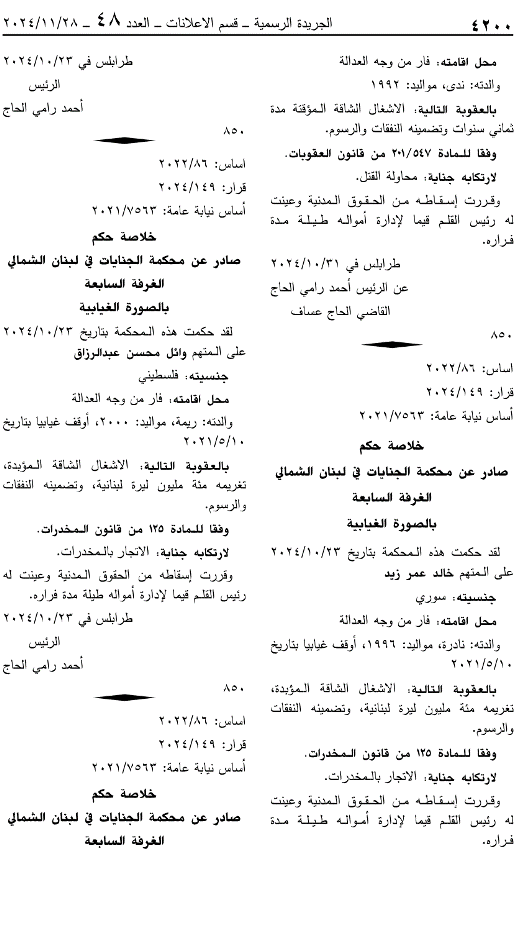 ٤٢٠٠
الجريدة الرسمية ــ قسم الاعلانات ــ العدد ٤٨ ــ ٢٠٢٤/١١/٢٨
محل اقامته: فار من وجه العدالة
والدته: ندى، مواليد: ١٩٩٢
بالعقوبة التالية: الاشغال الشاقة المؤقتة مدة
ثماني سنوات وتضمينه النفقات والرسوم.
وفقا للمادة ٢٠١/٥٤٧ من قانون العقوبات.
لارتكابه جناية: محاولة القتل.
وقررت إسقاطه من الحقوق المدنية وعينت
له رئيس القلم قيما لإدارة أمواله طيلة مدة
فراره.
طرابلس في ٢٠٢٤/١٠/٣١
عن الرئيس أحمد رامي الحاج
القاضي الحاج عساف
٨٥٠
اساس: ٢٠٢٢/٨٦
قرار: ٢٠٢٤/١٤٩
أساس نيابة عامة: ٢٠٢١/٧٥٦٣
خلاصة حكم
صادر عن محكمة الجنايات في لبنان الشمالي
الغرفة السابعة
بالصورة الغيابية
لقد حكمت هذه المحكمة بتاريخ ٢٠٢٤/١٠/٢٣
على المتهم خالد عمر زيد
جنسيته: سوري
محل اقامته: فار من وجه العدالة
والدته: نادرة، مواليد: ١٩٩٦، أوقف غيابيا بتاريخ
٢٠٢١/٥/١٠
بالعقوبة التالية: الاشغال الشاقة المؤبدة،
تغريمه مئة مليون ليرة لبنانية، وتضمينه النفقات
والرسوم.
وفقا للمادة ١٢٥ من قانون المخدرات.
لارتكابه جناية: الاتجار بالمخدرات.
وقررت إسقاطه من الحقوق المدنية وعينت
له رئيس القلم قيما لإدارة أمواله طيلة مدة
فراره.
طرابلس في ٢٠٢٤/١٠/٢٣
الرئيس
أحمد رامي الحاج
٨٥٠
اساس: ٢٠٢٢/٨٦
قرار: ٢٠٢٤/١٤٩
أساس نيابة عامة: ٢٠٢١/٧٥٦٣
خلاصة حكم
صادر عن محكمة الجنايات في لبنان الشمالي
الغرفة السابعة
بالصورة الغيابية
لقد حكمت هذه المحكمة بتاريخ ٢٠٢٤/١٠/٢٣
على المتهم وائل محسن عبدالرزاق
جنسيته: فلسطيني
محل اقامته: فار من وجه العدالة
والدته: ريمة، مواليد: ٢٠٠٠، أوقف غيابيا بتاريخ
٢٠٢١/٥/١٠
بالعقوبة التالية: الاشغال الشاقة المؤبدة،
تغريمه مئة مليون ليرة لبنانية، وتضمينه النفقات
والرسوم.
وفقا للمادة ١٢٥ من قانون المخدرات.
لارتكابه جناية: الاتجار بالمخدرات.
وقررت إسقاطه من الحقوق المدنية وعينت له
رئيس القلم قيما لإدارة أمواله طيلة مدة فراره.
طرابلس في ٢٠٢٤/١٠/٢٣
الرئيس
أحمد رامي الحاج
٨٥٠
اساس: ٢٠٢٢/٨٦
قرار: ٢٠٢٤/١٤٩
أساس نيابة عامة: ٢٠٢١/٧٥٦٣
خلاصة حكم
صادر عن محكمة الجنايات في لبنان الشمالي
الغرفة السابعة